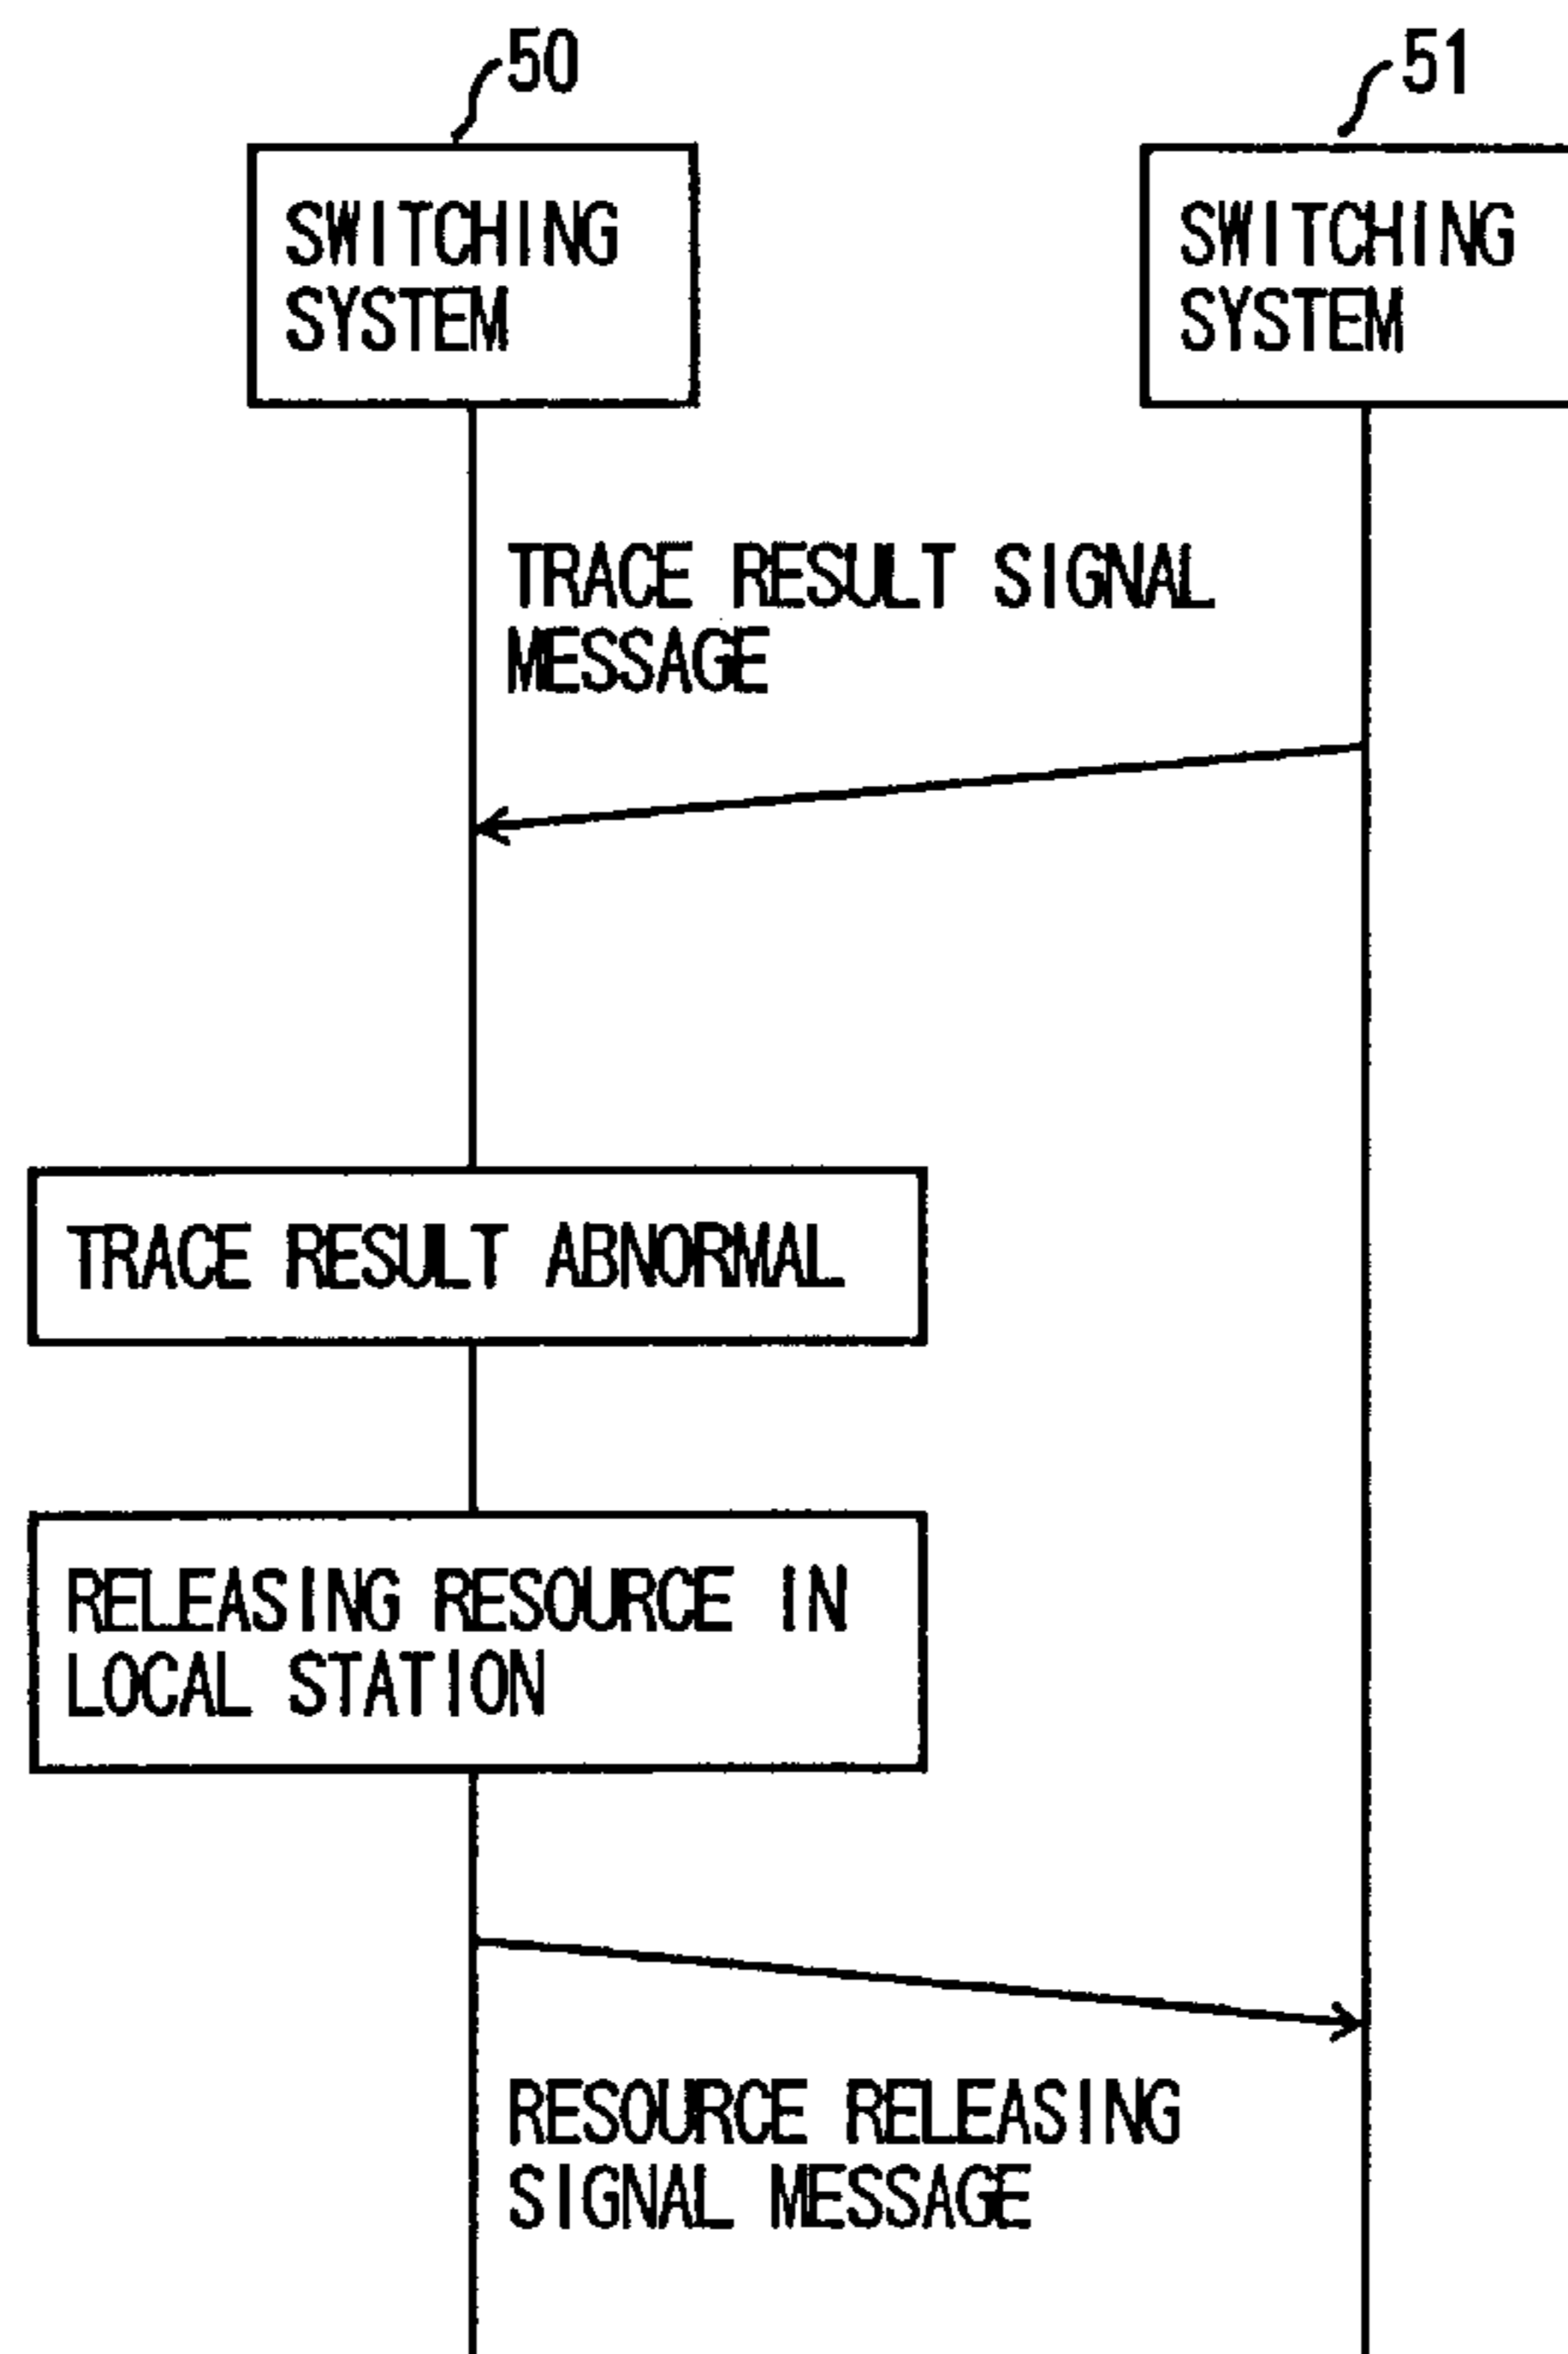 50
51
SWITCHING
SYSTEM
SWITCHING
SYSTEM
TRACE RESULT SIGNAL
MESSAGE
TRACE RESULT ABNORMAL
RELEASING RESOURCE IN
LOCAL STATION
RESOURCE RELEASING
SIGNAL MESSAGE